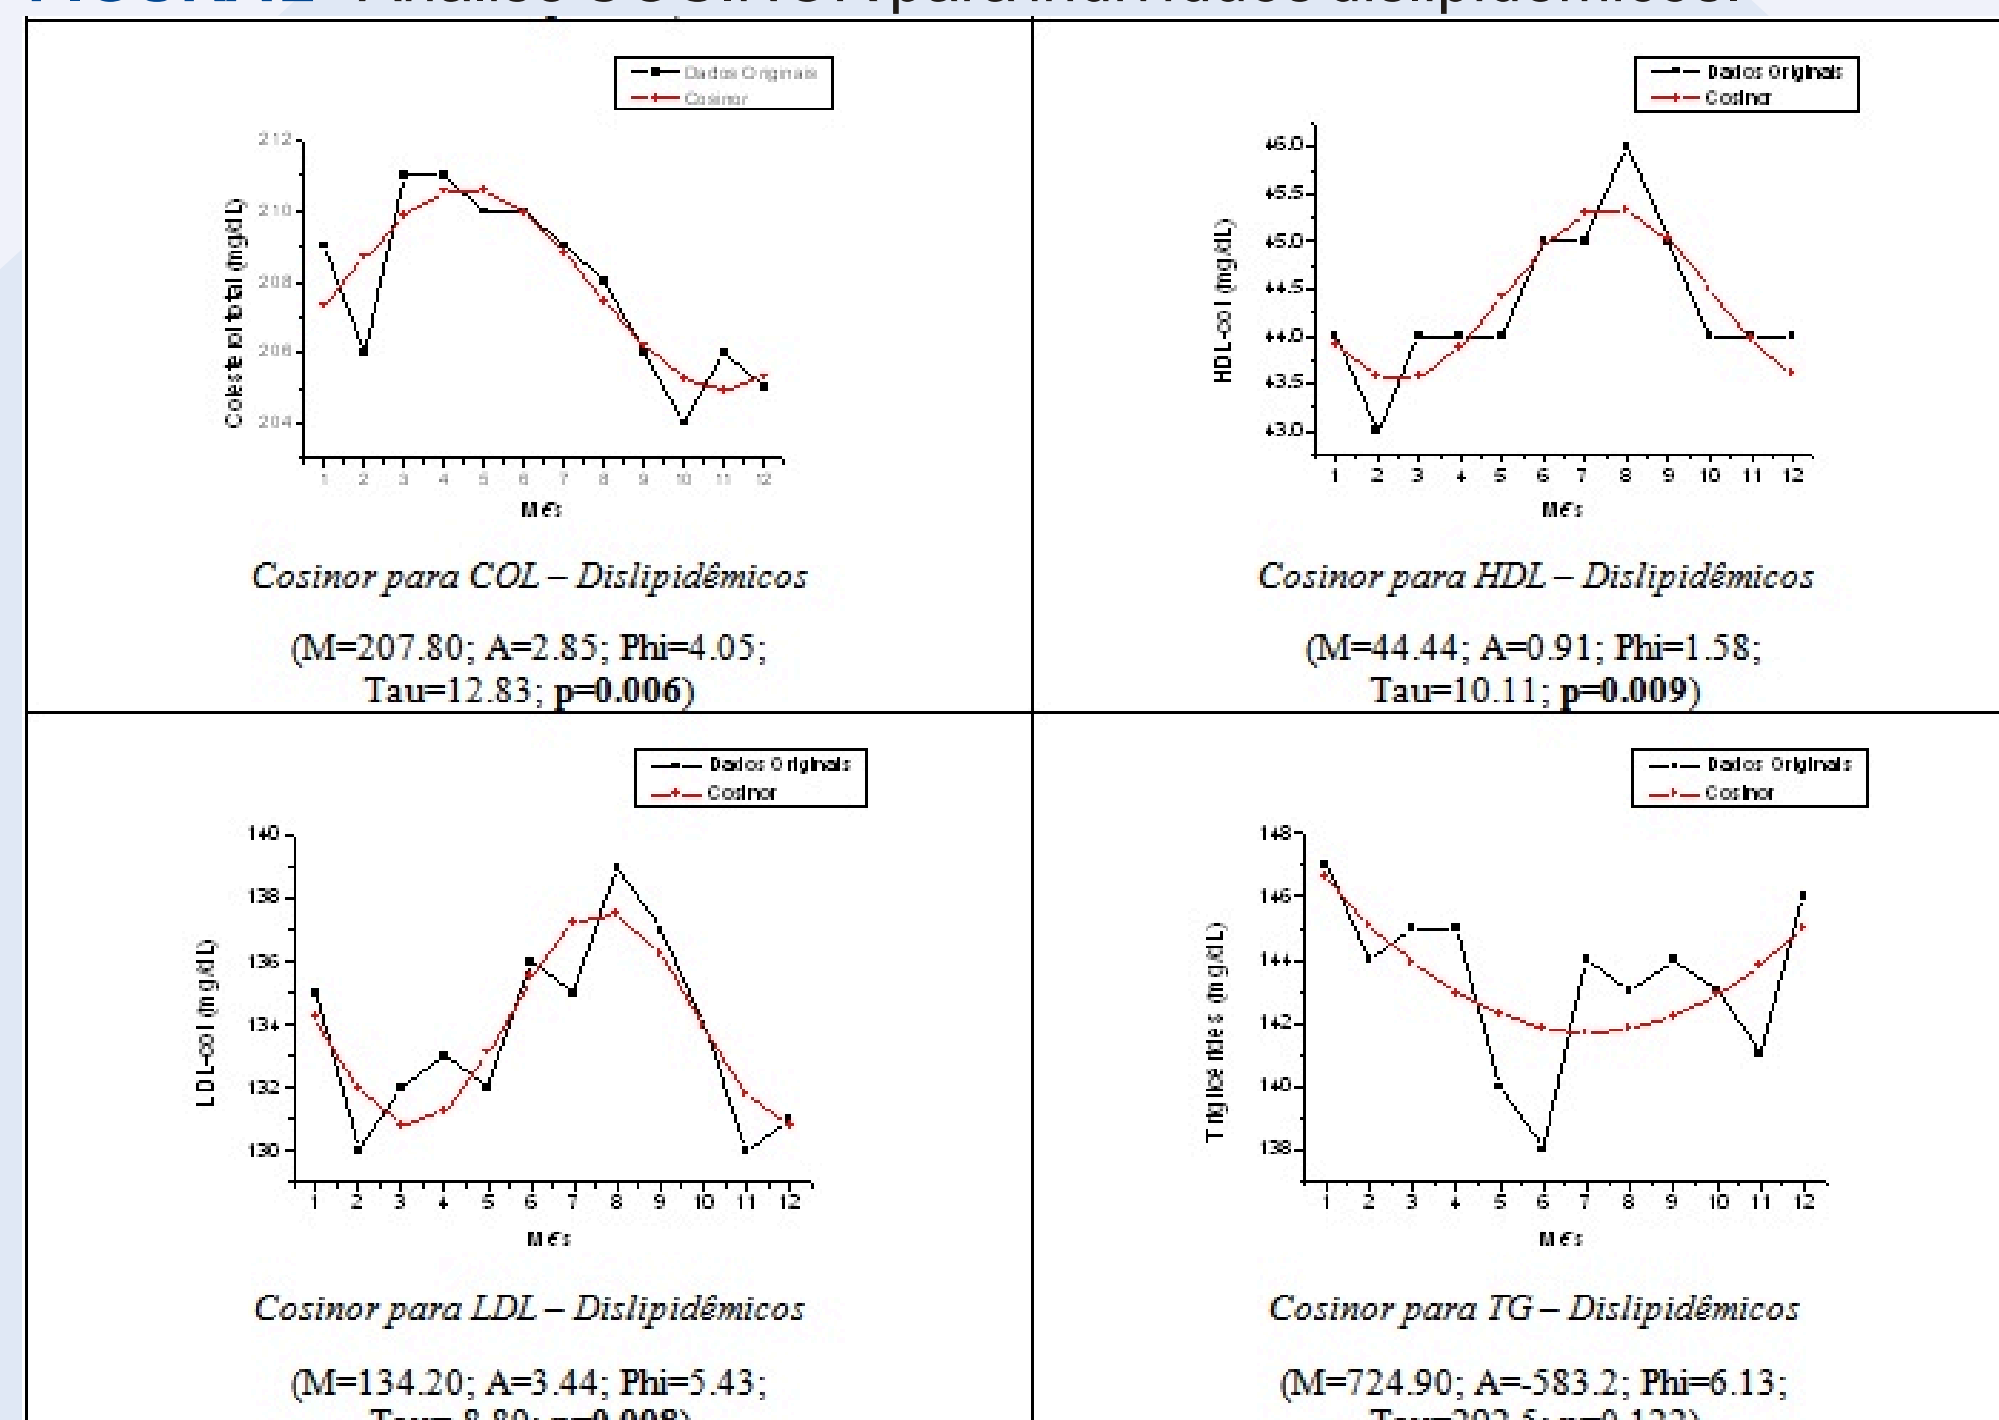 Análise COSINOR para indivíduos dislipidêmicos.
Dados Originais
Cosinor
212
210
208
206
204
Colesterol total (mg/dL)
1 2 3 4 5 6 7 8 9 10 11 12
Mês
Cosinor para COL – Dislipidêmicos
(M=207.80; A=2.85; Phi=4.05;
Tau=12.83; p=0.006)
Dados Originais
Cosinor
46.0
45.5
45.0
44.5
44.0
43.5
43.0
HDL-col (mg/dL)
1 2 3 4 5 6 7 8 9 10 11 12
Mês
Cosinor para HDL – Dislipidêmicos
(M=44.44; A=0.91; Phi=1.58;
Tau=10.11; p=0.009)
Dados Originais
Cosinor
140
138
136
134
132
130
LDL-col (mg/dL)
1 2 3 4 5 6 7 8 9 10 11 12
Mês
Cosinor para LDL – Dislipidêmicos
(M=134.20; A=3.44; Phi=5.43;
Dados Originais
Cosinor
148
146
144
142
140
138
Triglicérides (mg/dL)
1 2 3 4 5 6 7 8 9 10 11 12
Mês
Cosinor para TG – Dislipidêmicos
(M=724.90; A=-583.2; Phi=6.13;